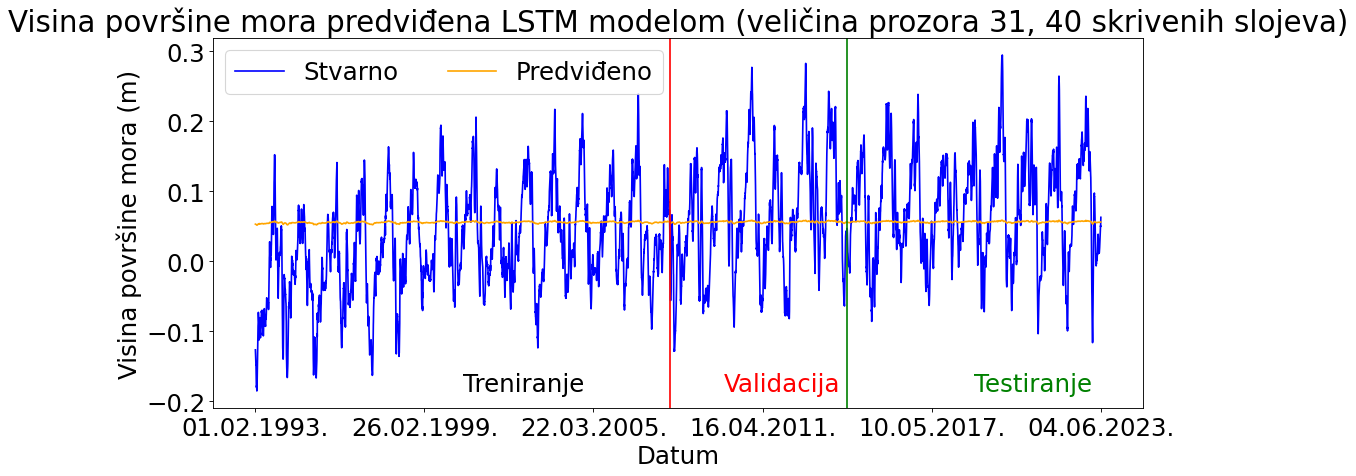 Visina površine mora predviđena LSTM modelom (veličina prozora 31, 40 skrivenih slojeva)
Stvarno Predviđeno
Visina površine mora (m)
0.3
0.2
0.1
0.0
−0.1
−0.2
Treniranje Validacija Testiranje
01.02.1993. 26.02.1999. 22.03.2005. 16.04.2011. 10.05.2017. 04.06.2023.
Datum